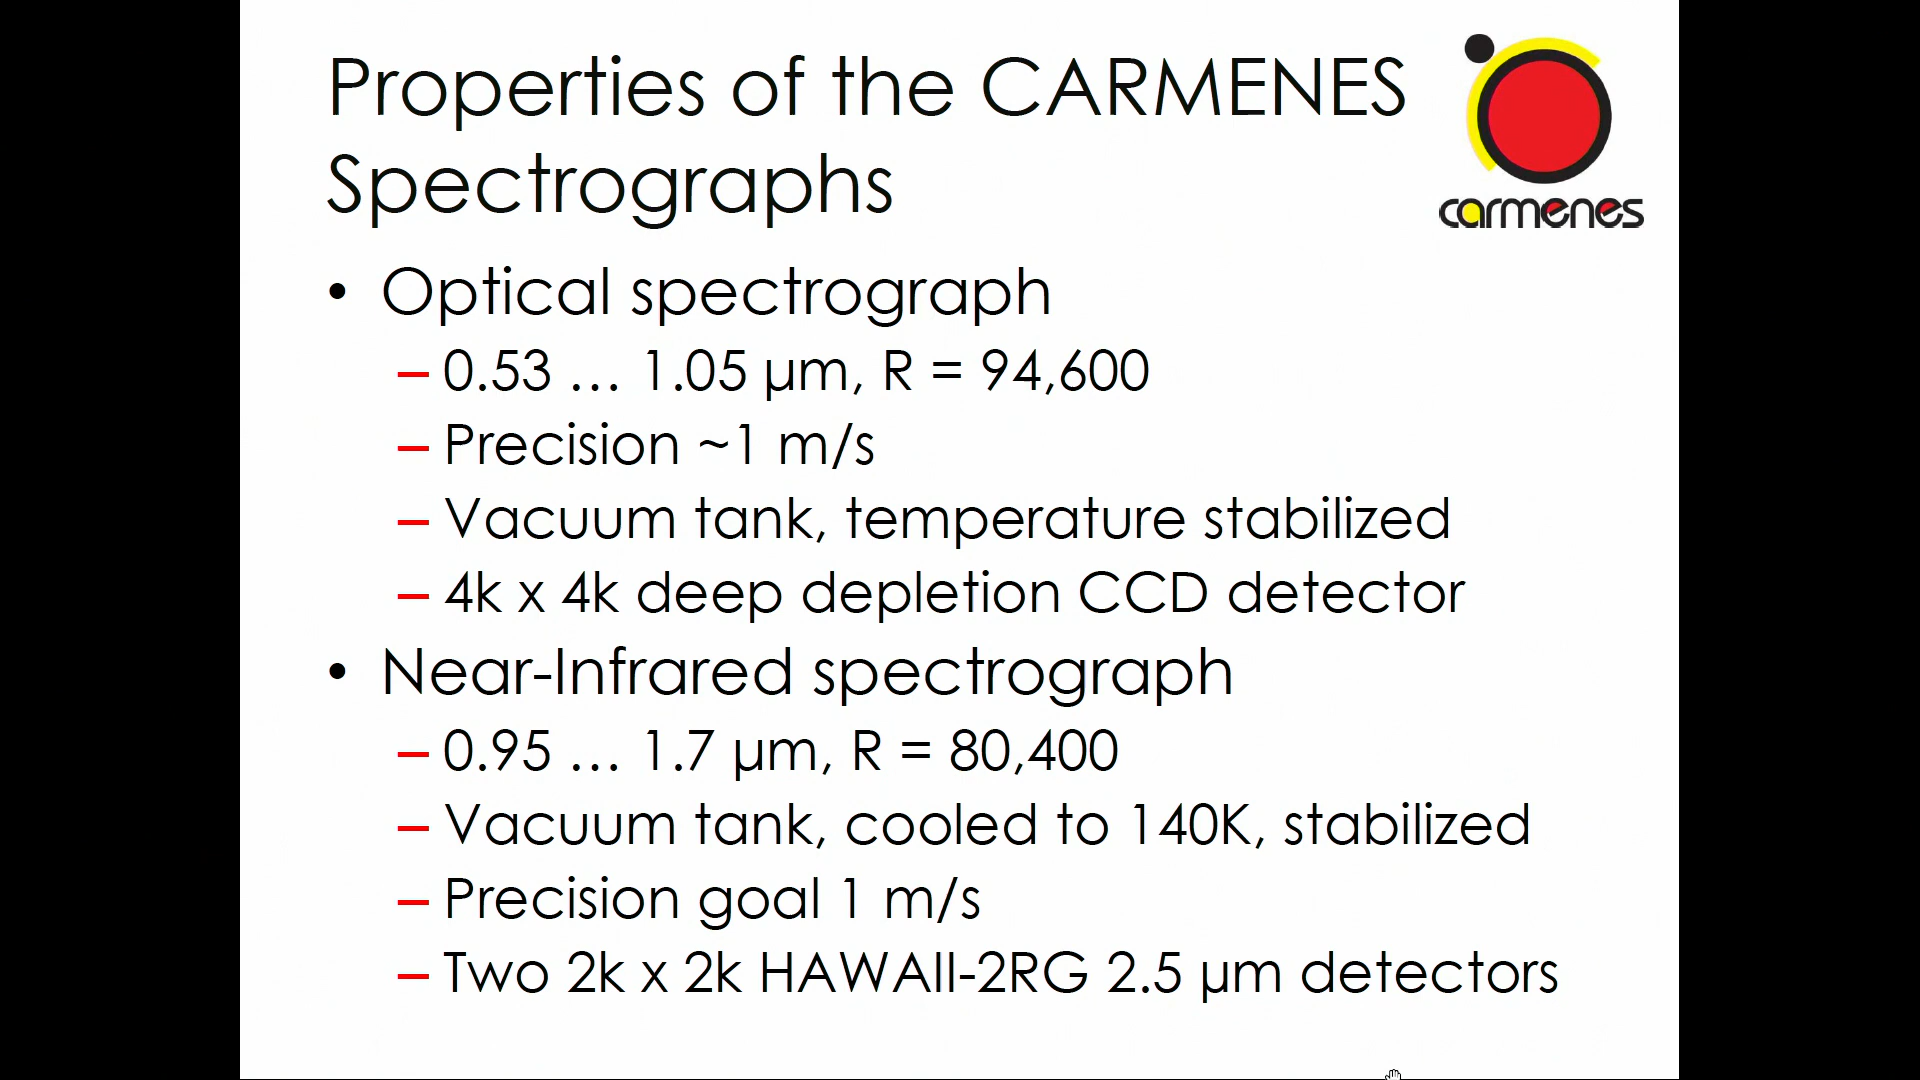 Properties of the CARMENES
Spectrographs
carmenes
• Optical spectrograph
– 0.53 … 1.05 µm, R = 94,600
– Precision ~1 m/s
– Vacuum tank, temperature stabilized
– 4k x 4k deep depletion CCD detector
• Near-Infrared spectrograph
– 0.95 … 1.7 µm, R = 80,400
– Vacuum tank, cooled to 140K, stabilized
– Precision goal 1 m/s
– Two 2k x 2k HAWAII-2RG 2.5 µm detectors